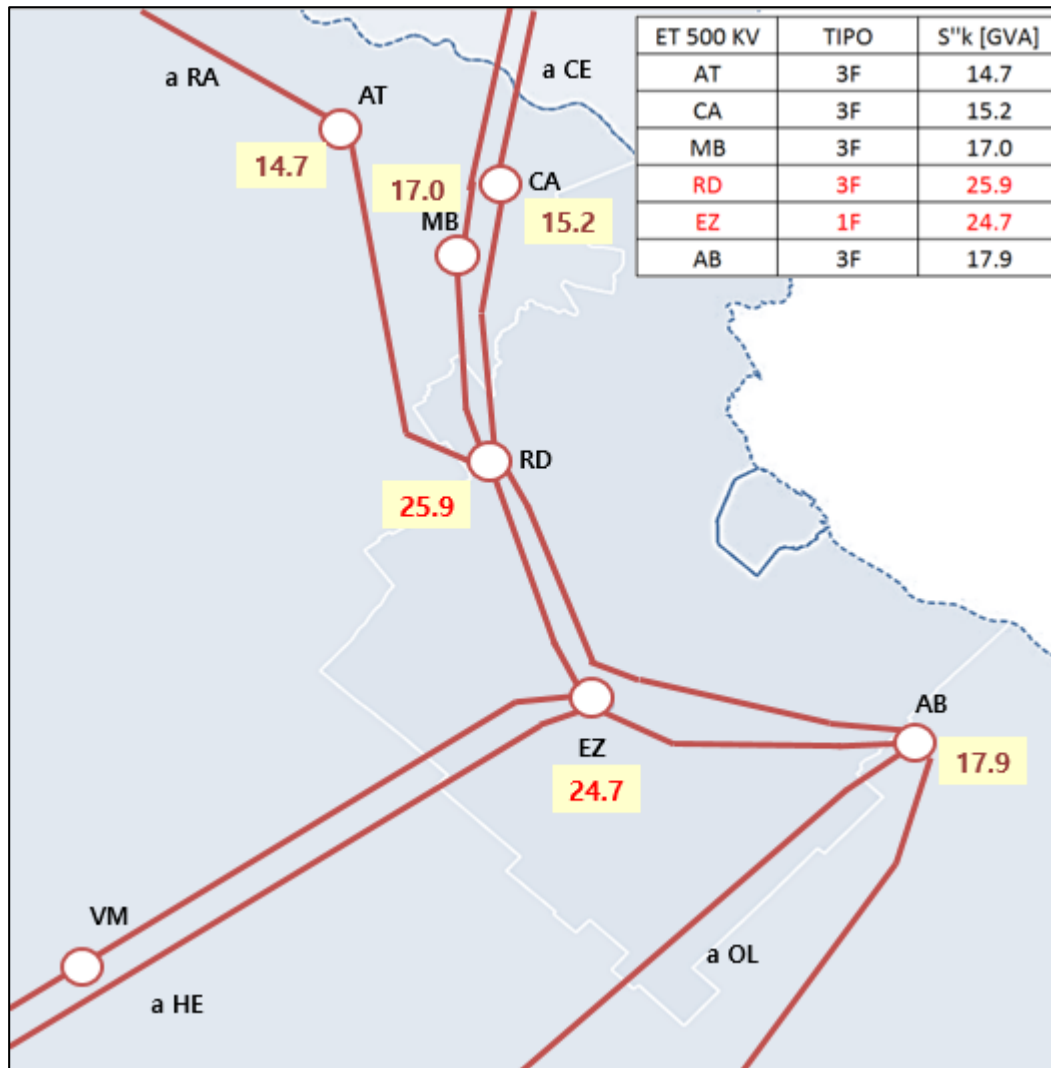 ET 500 KV TIPO S"k [GVA]
AT 3F 14.7
CA 3F 15.2
MB 3F 17.0
RD 3F 25.9
EZ 1F 24.7
AB 3F 17.9
a RA
AT
a CE
14.7
17.0
CA
MB
15.2
RD
25.9
EZ
24.7
AB
17.9
VM
a HE
a OL